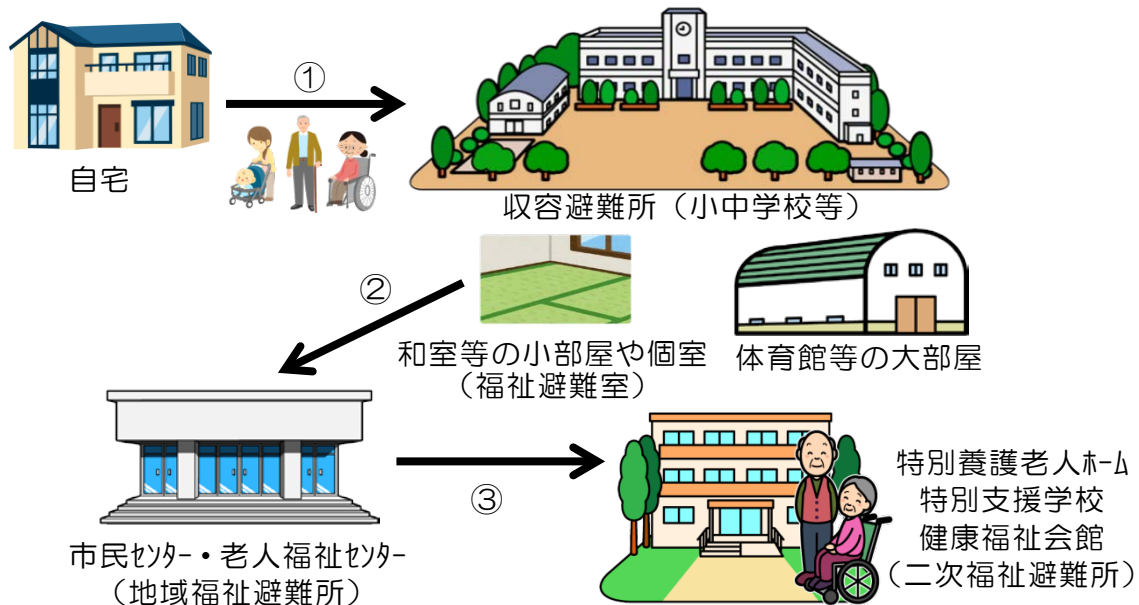 ①
自宅
収容避難所（小中学校等）
②
和室等の小部屋や個室
（福祉避難室）
体育館等の大部屋
市民ｾﾝﾀｰ・老人福祉ｾﾝﾀｰ
（地域福祉避難所）
③
特別養護老人ﾎｰﾑ
特別支援学校
健康福祉会館
（二次福祉避難所）